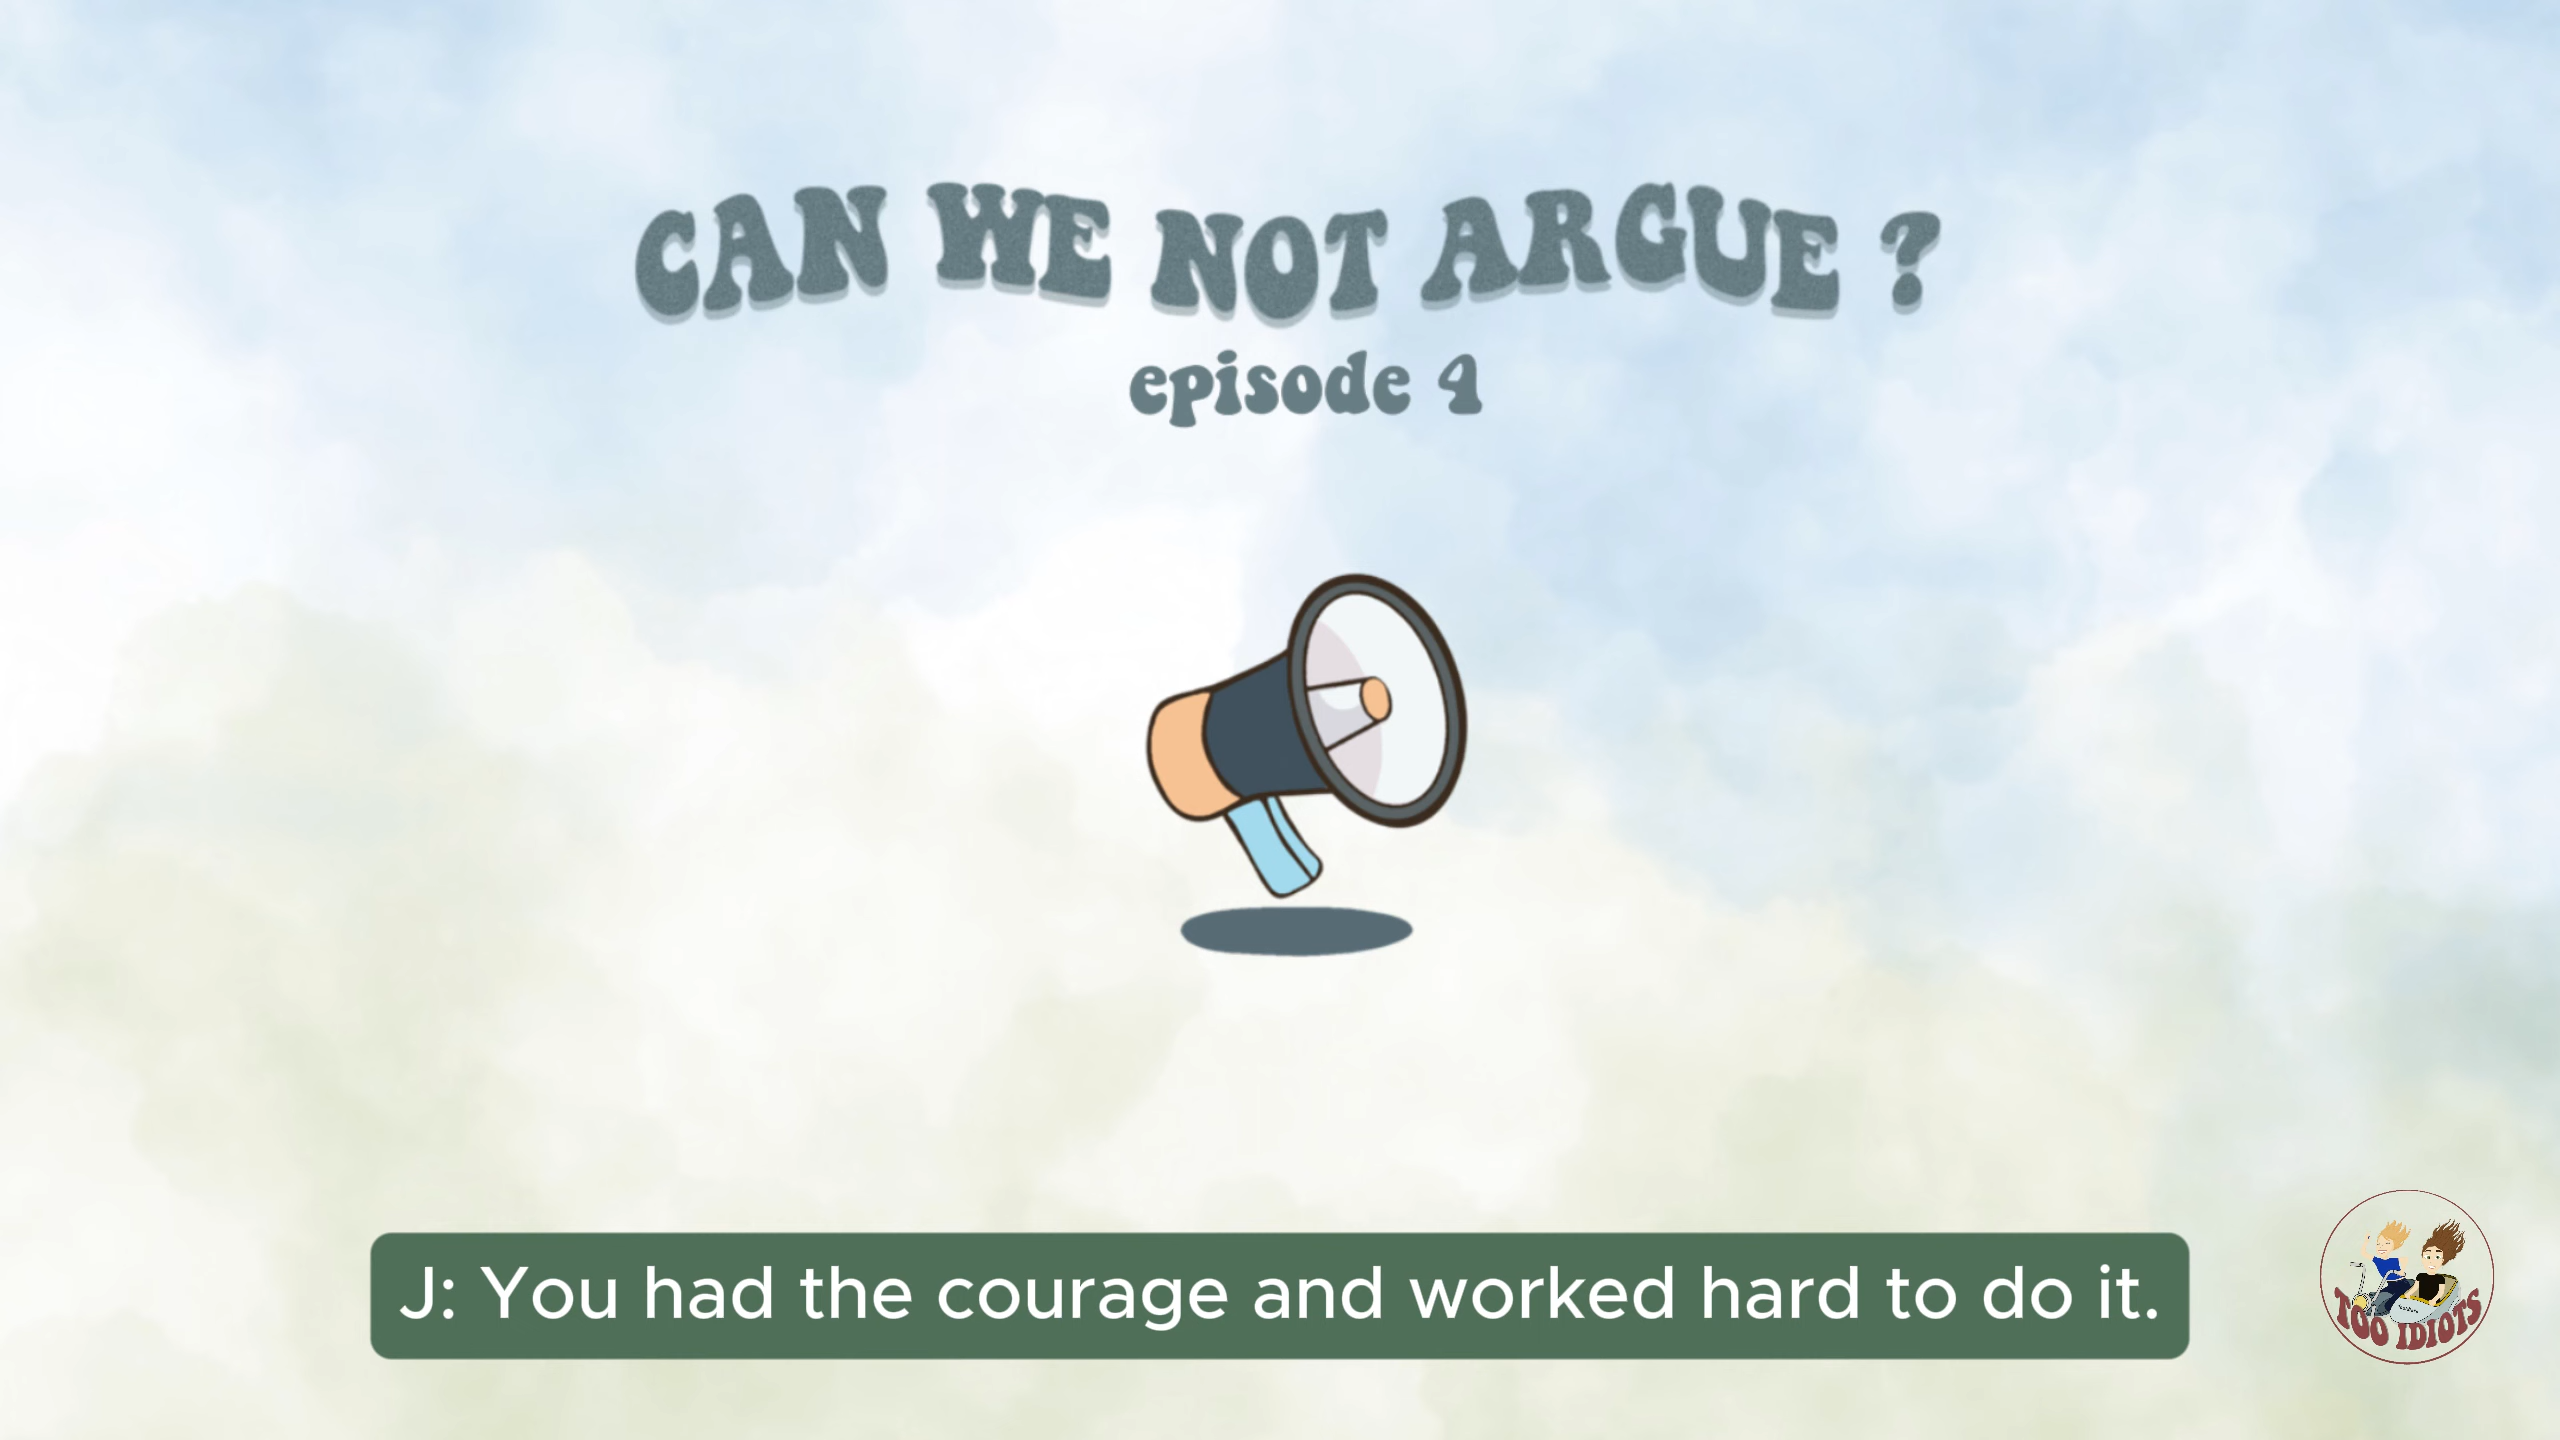 CAN WE NOT ARGUE ?
episode 4
J: You had the courage and worked hard to do it.
TOO IDIOTS